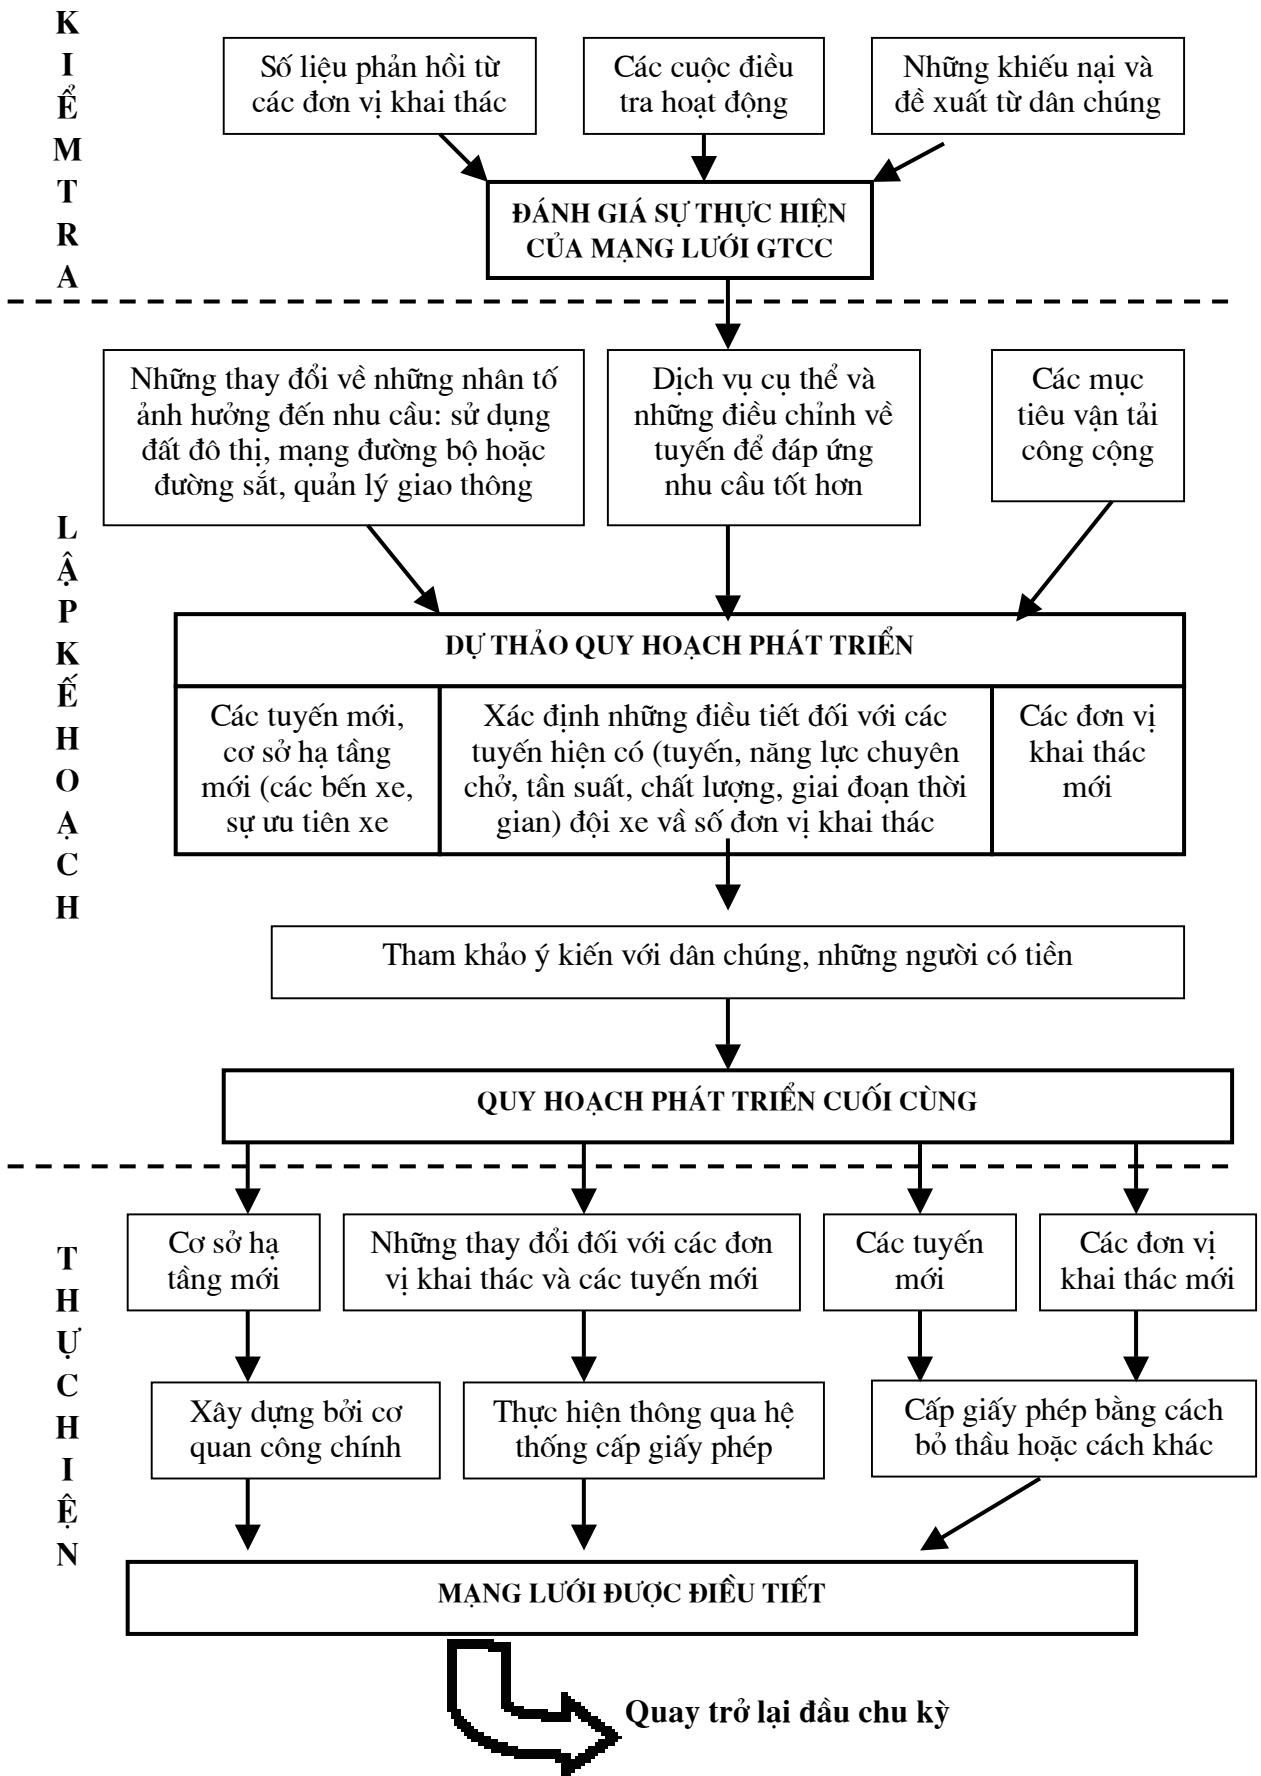 KIỂM TRA
Số liệu phản hồi từ
các đơn vị khai thác
Các cuộc điều
tra hoạt động
Những khiếu nại và
đề xuất từ dân chúng
ĐÁNH GIÁ SỰ THỰC HIỆN
CỦA MẠNG LƯỚI GTCC
LẬP KẾ HOẠCH
Những thay đổi về những nhân tố
ảnh hưởng đến nhu cầu: sử dụng
đất đô thị, mạng đường bộ hoặc
đường sắt, quản lý giao thông
Dịch vụ cụ thể và
những điều chỉnh về
tuyến để đáp ứng
nhu cầu tốt hơn
Các mục
tiêu vận tải
công cộng
DỰ THẢO QUY HOẠCH PHÁT TRIỂN
Các tuyến mới,
cơ sở hạ tầng
mới (các bến xe,
sự ưu tiên xe
Xác định những điều tiết đối với các
tuyến hiện có (tuyến, năng lực chuyên
chở, tần suất, chất lượng, giai đoạn thời
gian) đội xe vầ số đơn vị khai thác
Các đơn vị
khai thác
mới
Tham khảo ý kiến với dân chúng, những người có tiền
QUY HOẠCH PHÁT TRIỂN CUỐI CÙNG
THỰC HIỆN
Cơ sở hạ
tầng mới
Những thay đổi đối với các đơn
vị khai thác và các tuyến mới
Các tuyến
mới
Các đơn vị
khai thác mới
Xây dựng bởi cơ
quan công chính
Thực hiện thông qua hệ
thống cấp giấy phép
Cấp giấy phép bằng cách
bỏ thầu hoặc cách khác
MẠNG LƯỚI ĐƯỢC ĐIỀU TIẾT
Quay trở lại đầu chu kỳ